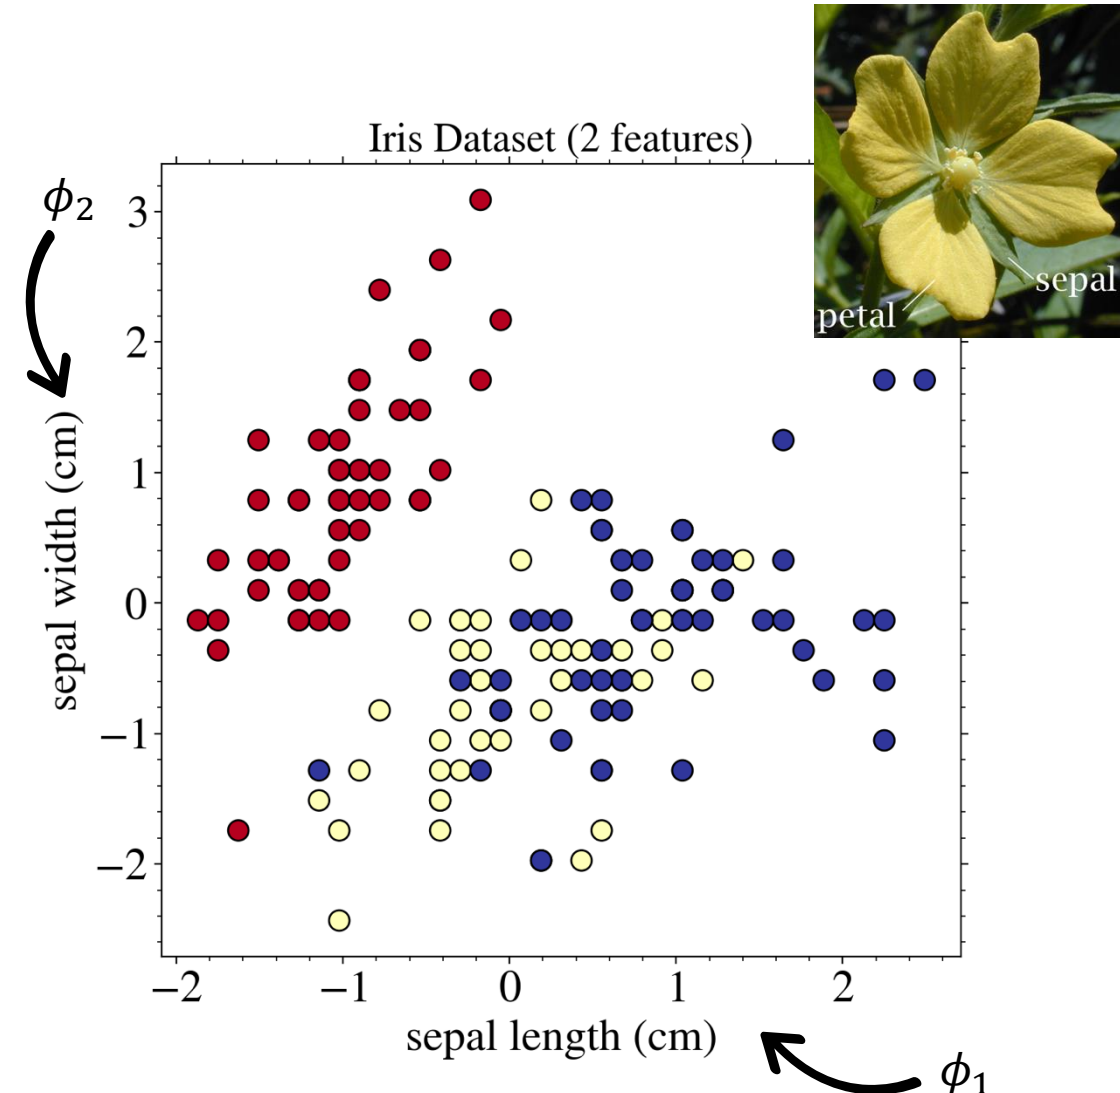 Iris Dataset (2 features)
ϕ₂
sepal
petal
3
2
1
0
−1
−2
sepal width (cm)
−2
−1
0
1
2
sepal length (cm)
ϕ₁